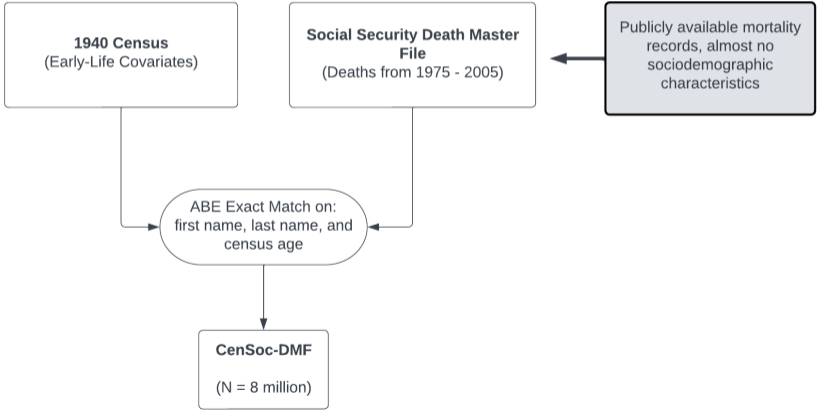 1940 Census
(Early-Life Covariates)
Social Security Death Master
File
(Deaths from 1975 - 2005)
Publicly available mortality
records, almost no
sociodemographic
characteristics
ABE Exact Match on:
first name, last name, and
census age
CenSoc-DMF
(N = 8 million)